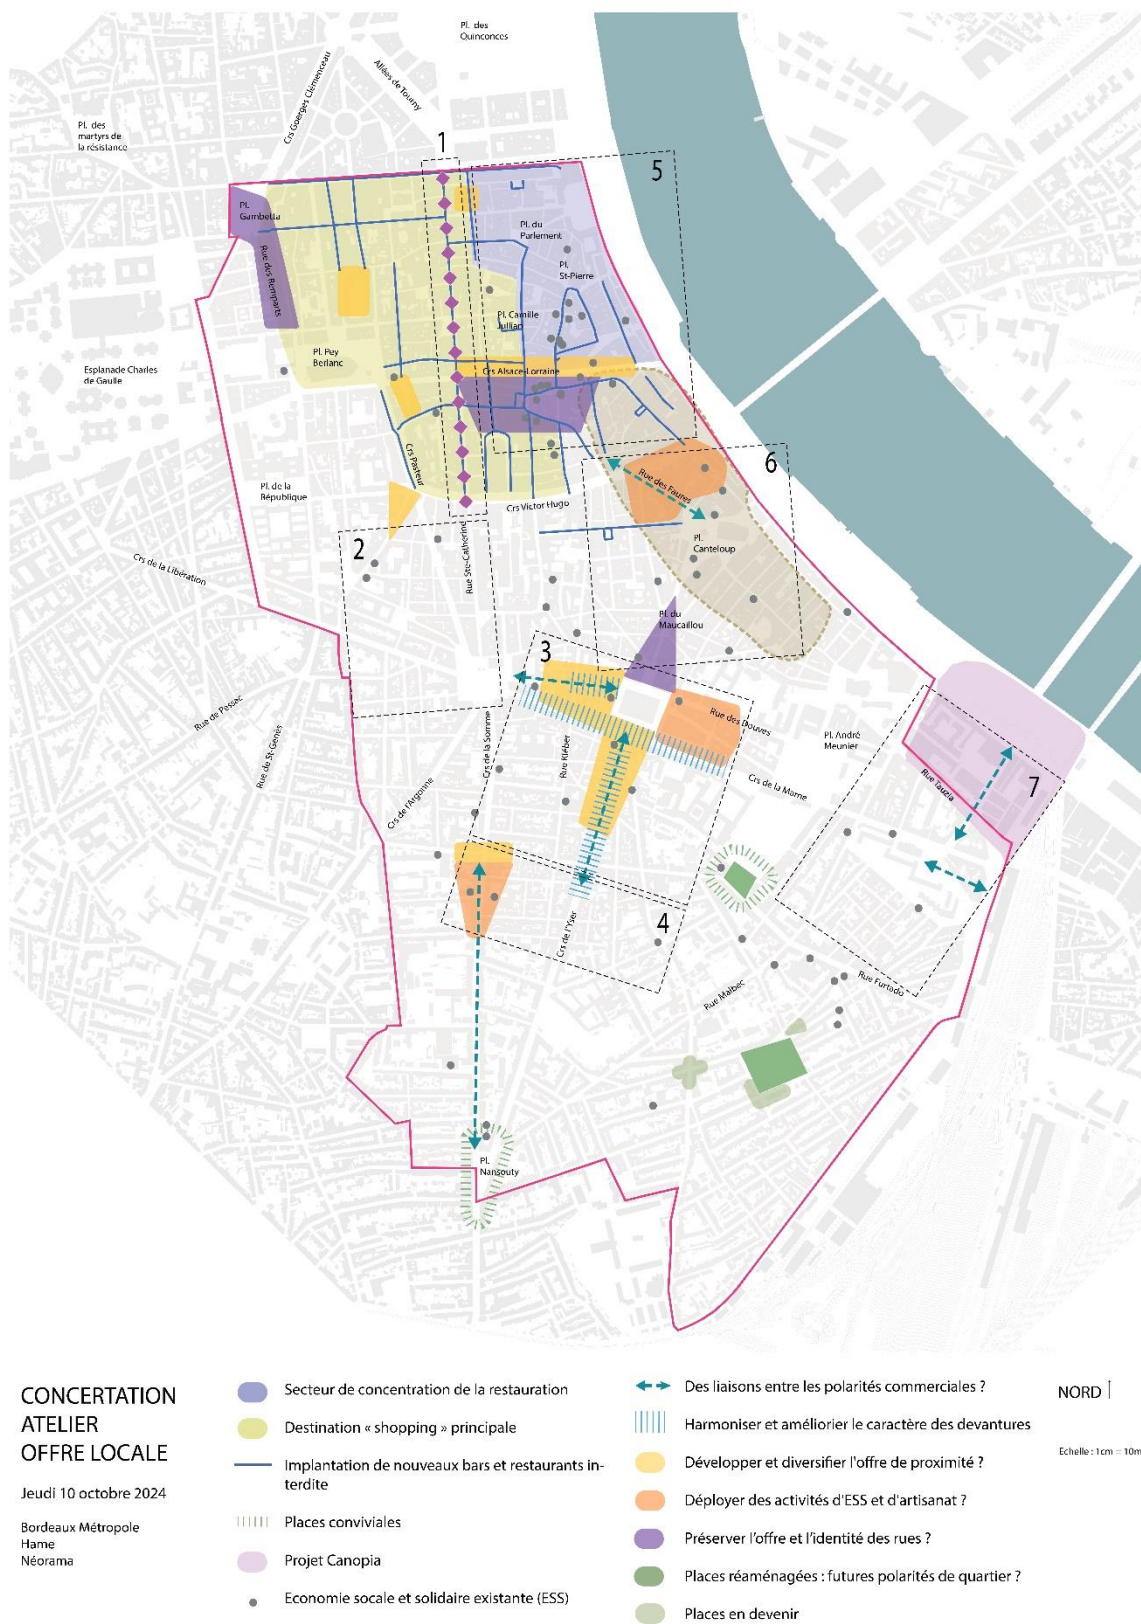 Pl. des
Quinconces
Crs Goerges Clémenceau
Allées de Tourny
Pl. des
martyrs de
la résistance
1
5
Pl.
Gambetta
Pl. du
Parlement
Rue des Remparts
Pl.
St-Pierre
Pl. Camille
Jullian
Pl. Pey
Berlanc
Esplanade Charles
de Gaulle
Crs Alsace-Lorraine
6
Crs Pasteur
Rue des Faures
Pl. de la
République
Crs Victor Hugo
2
Rue Ste-Catherine
Pl.
Canteloup
Crs de la Libération
Pl. du
Maucaillou
3
Rue de Pessec
Rue des Douves
Rue de St-Genès
Crs de la Somme
Rue Kléber
Pl. André
Meunier
Crs de l'Argonne
Crs de la Marne
Rue Tauzia
7
4
Crs de l'Yser
Rue Malbec
Rue Furtado
Pl.
Nansouty
CONCERTATION
ATELIER
OFFRE LOCALE
Jeudi 10 octobre 2024
Bordeaux Métropole
Hame
Néorama
Secteur de concentration de la restauration
Destination « shopping » principale
Implantation de nouveaux bars et restaurants in-
terdite
Places conviviales
Projet Canopia
Economie socale et solidaire existante (ESS)
Des liaisons entre les polarités commerciales ?
Harmoniser et améliorier le caractère des devantures
Développer et diversifier l'offre de proximité ?
Déployer des activités d'ESS et d'artisanat ?
Préserver l'offre et l'identité des rues ?
Places réaménagées : futures polarités de quartier ?
Places en devenir
NORD
Echelle : 1cm = 10m